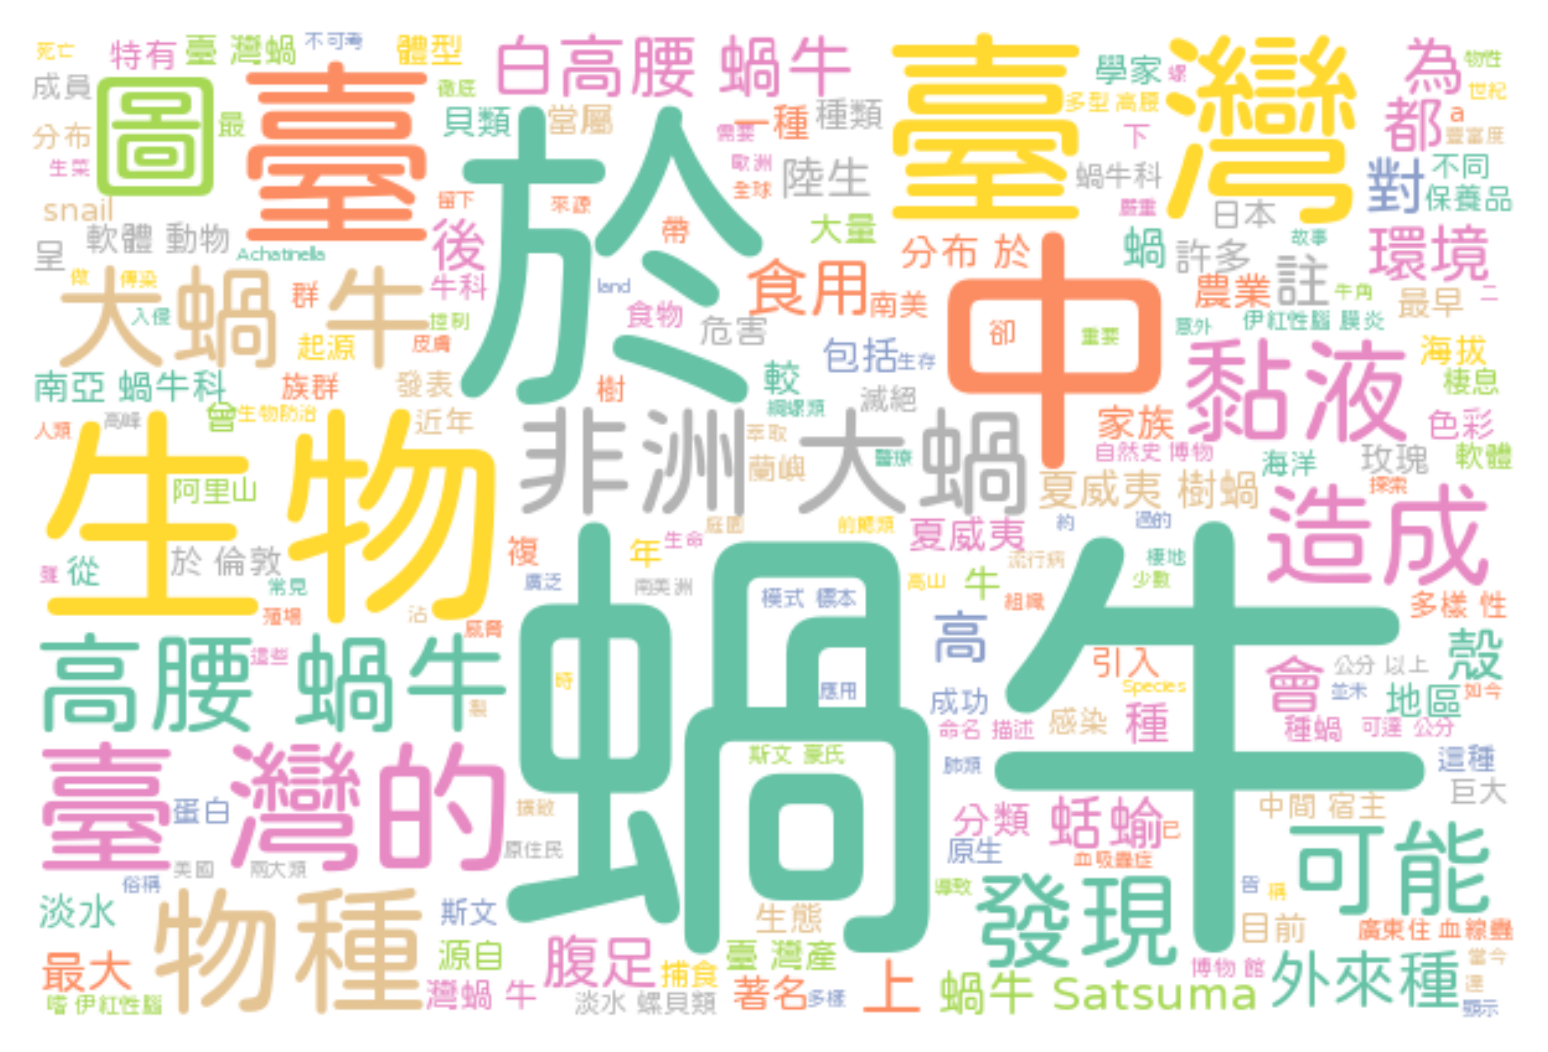 死亡
特有
臺 灣蝸
不可考
體型
白高腰 蝸牛
臺灣
學家
螺
為
物性
成員
圖
最
臺
徹底
貝類
當屬
於
一種
種類
多型 高腰
世紀
都
a
豐富度
分布
生菜
需要
歐洲
全球
陸生
下
蝸牛科
對
不同
保養品
snail
留下
來源
帶
大量
嚴重
日本
呈
軟體 動物
Achatinella
後
分布 於
中
蝸
許多
故事
環境
做
傳染
大蝸牛
入侵
群
牛科
land
食物
食用
南美
農業
註
牛角
最早
二
控制
皮膚
起源
危害
卻
重要
意外
伊紅性腦 膜炎
南亞 蝸牛科
族群
發表
樹
較
包括
生存
黏液
海拔
棲息
人類
高峰
曾
生物防治
近年
滅絕
綱螺類
非洲 大蝸
萃取
蘭嶼
醫療
家族
自然史 博物
色彩
海洋
玫瑰
軟體
探索
生物
阿里山
夏威夷 樹蝸
造成
庭園
前鰓類
夏威夷
約
過的
從
於 倫敦
常見
殖場
沾
威脅
複
廣泛
年
生命
南美洲
蝸牛
模式 標本
高山
牛
流行病
組織
棲地
少數
多樣 性
高腰 蝸牛
這些
製
時
應用
高
成功
引入
Species
會
公分 以上
並未
殼
地區
如今
命名 描述
感染
種
種蝸
可達 公分
臺 灣的
蛋白
美國
兩大類
擴散
原住民
斯文 豪氏
肺類
分類
原生
蛞蝓
已
血吸蟲症
中間 宿主
這種
巨大
可能
俗稱
淡水
物種
斯文
源自
腹足
生態
捕食
臺 灣產
導致
發現
皆
稱
目前
廣東住 血線蟲
最大
嗜 伊紅性腦
灣蝸 牛
淡水 螺貝類
著名
多樣
上
蝸牛 Satsuma
博物 館
外來種
當今
達
顯示